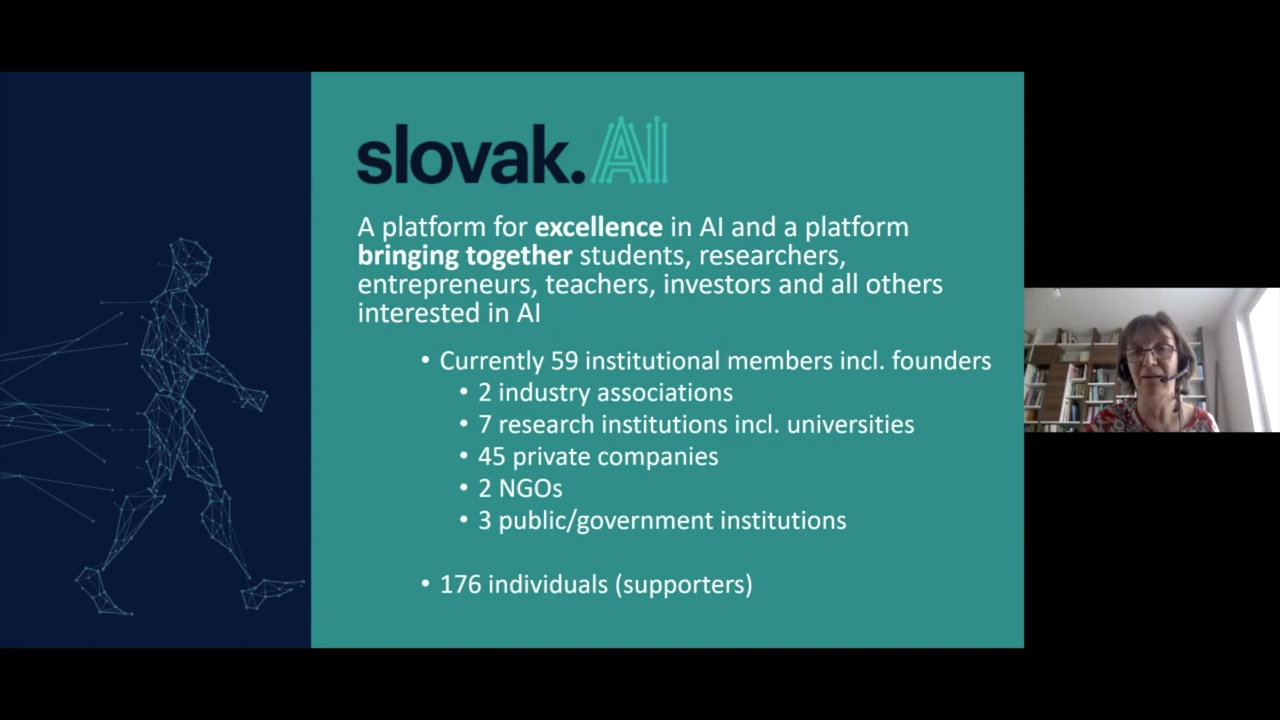 slovak.AI
A platform for excellence in AI and a platform
bringing together students, researchers,
entrepreneurs, teachers, investors and all others
interested in AI
• Currently 59 institutional members incl. founders
• 2 industry associations
• 7 research institutions incl. universities
• 45 private companies
• 2 NGOs
• 3 public/government institutions
• 176 individuals (supporters)